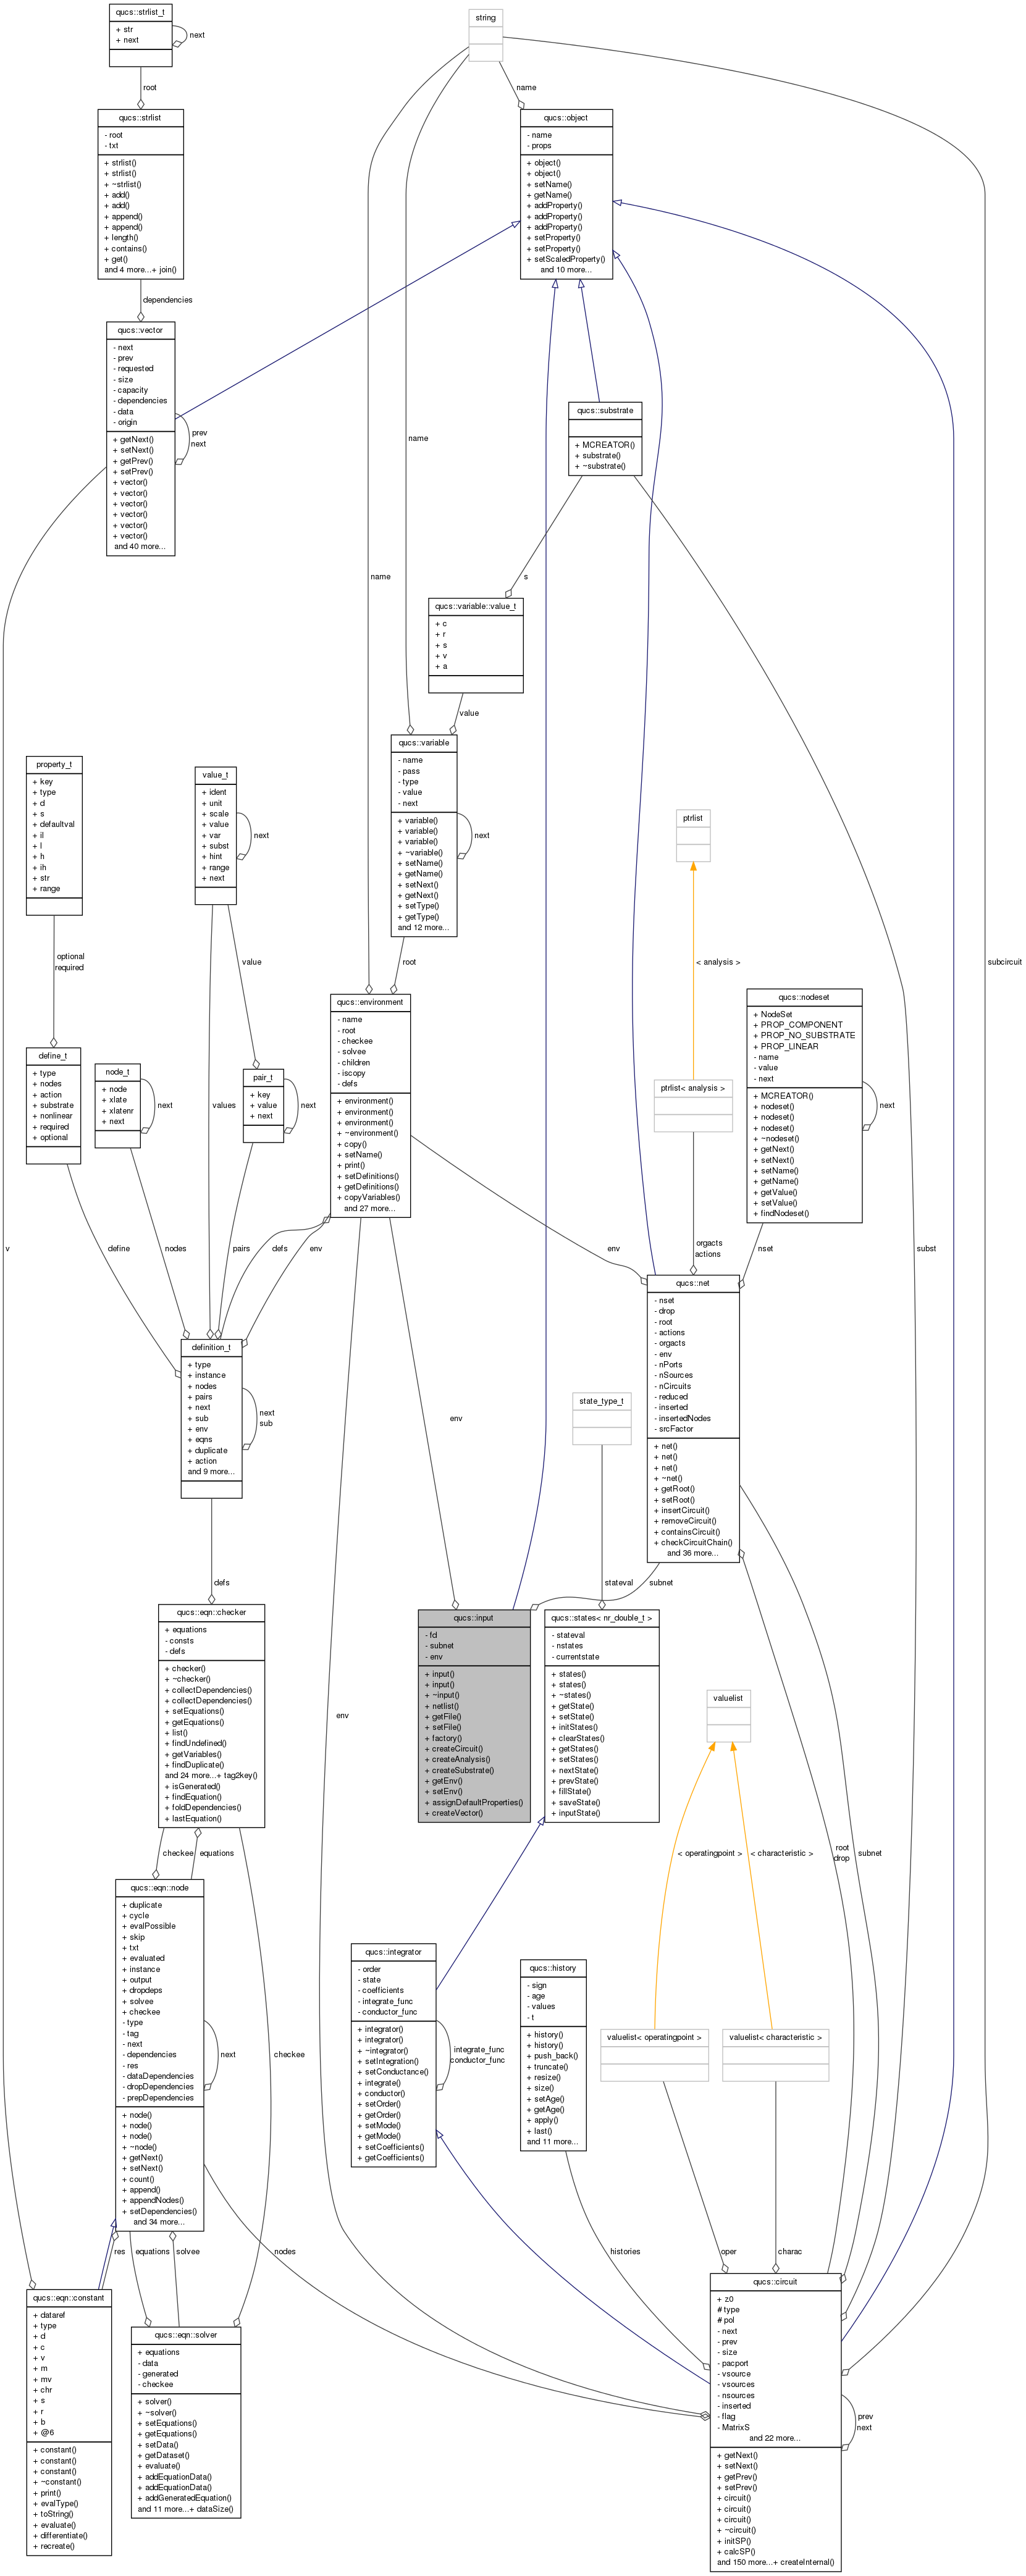 qucs::strlist_t
+ str
+ next
next
string
root
name
qucs::strlist
- root
- txt
+ strlist()
+ strlist()
+ ~strlist()
+ add()
+ add()
+ append()
+ append()
+ length()
+ contains()
+ get()
and 4 more...+ join()
qucs::object
- name
- props
+ object()
+ object()
+ setName()
+ getName()
+ addProperty()
+ addProperty()
+ addProperty()
+ setProperty()
+ setProperty()
+ setScaledProperty()
and 10 more...
dependencies
qucs::vector
- next
- prev
- requested
- size
- capacity
- dependencies
- data
- origin
+ getNext()
+ setNext()
+ getPrev()
+ setPrev()
+ vector()
+ vector()
+ vector()
+ vector()
+ vector()
+ vector()
and 40 more...
prev
next
name
qucs::substrate
+ MCREATOR()
+ substrate()
+ ~substrate()
name
s
qucs::variable::value_t
+ c
+ r
+ s
+ v
+ a
value
qucs::variable
- name
- pass
- type
- value
- next
+ variable()
+ variable()
+ variable()
+ ~variable()
+ setName()
+ getName()
+ setNext()
+ getNext()
+ setType()
+ getType()
and 12 more...
next
property_t
+ key
+ type
+ d
+ s
+ defaultval
+ il
+ l
+ h
+ ih
+ str
+ range
value_t
+ ident
+ unit
+ scale
+ value
+ var
+ subst
+ hint
+ range
+ next
next
ptrlist
optional
required
value
root
< analysis >
subcircuit
qucs::environment
- name
- root
- checkee
- solvee
- children
- iscopy
- defs
+ environment()
+ environment()
+ environment()
+ ~environment()
+ copy()
+ setName()
+ print()
+ setDefinitions()
+ getDefinitions()
+ copyVariables()
and 27 more...
qucs::nodeset
+ NodeSet
+ PROP_COMPONENT
+ PROP_NO_SUBSTRATE
+ PROP_LINEAR
- name
- value
- next
+ MCREATOR()
+ nodeset()
+ nodeset()
+ nodeset()
+ ~nodeset()
+ getNext()
+ setNext()
+ setName()
+ getName()
+ getValue()
+ setValue()
+ findNodeset()
next
define_t
+ type
+ nodes
+ action
+ substrate
+ nonlinear
+ required
+ optional
node_t
+ node
+ xlate
+ xlatenr
+ next
next
values
pair_t
+ key
+ value
+ next
next
ptrlist< analysis >
v
define
nodes
pairs
defs
env
env
orgacts
actions
nset
subst
qucs::net
- nset
- drop
- root
- actions
- orgacts
- env
- nPorts
- nSources
- nCircuits
- reduced
- inserted
- insertedNodes
- srcFactor
+ net()
+ net()
+ net()
+ ~net()
+ getRoot()
+ setRoot()
+ insertCircuit()
+ removeCircuit()
+ containsCircuit()
+ checkCircuitChain()
and 36 more...
definition_t
+ type
+ instance
+ nodes
+ pairs
+ next
+ sub
+ env
+ eqns
+ duplicate
+ action
and 9 more...
next
sub
env
state_type_t
defs
stateval
subnet
qucs::eqn::checker
+ equations
- consts
- defs
+ checker()
+ ~checker()
+ collectDependencies()
+ collectDependencies()
+ setEquations()
+ getEquations()
+ list()
+ findUndefined()
+ getVariables()
+ findDuplicate()
and 24 more...+ tag2key()
+ isGenerated()
+ findEquation()
+ foldDependencies()
+ lastEquation()
env
qucs::input
- fd
- subnet
- env
+ input()
+ input()
+ ~input()
+ netlist()
+ getFile()
+ setFile()
+ factory()
+ createCircuit()
+ createAnalysis()
+ createSubstrate()
+ getEnv()
+ setEnv()
+ assignDefaultProperties()
+ createVector()
qucs::states< nr_double_t >
- stateval
- nstates
- currentstate
+ states()
+ states()
+ ~states()
+ getState()
+ setState()
+ initStates()
+ clearStates()
+ getStates()
+ setStates()
+ nextState()
+ prevState()
+ fillState()
+ saveState()
+ inputState()
valuelist
checkee
equations
< operatingpoint >
< characteristic >
root
drop
subnet
qucs::eqn::node
+ duplicate
+ cycle
+ evalPossible
+ skip
+ txt
+ evaluated
+ instance
+ output
+ dropdeps
+ solvee
+ checkee
- type
- tag
- next
- dependencies
- res
- dataDependencies
- dropDependencies
- prepDependencies
+ node()
+ node()
+ node()
+ ~node()
+ getNext()
+ setNext()
+ count()
+ append()
+ appendNodes()
+ setDependencies()
and 34 more...
next
checkee
qucs::integrator
- order
- state
- coefficients
- integrate_func
- conductor_func
+ integrator()
+ integrator()
+ ~integrator()
+ setIntegration()
+ setConductance()
+ integrate()
+ conductor()
+ setOrder()
+ getOrder()
+ setMode()
+ getMode()
+ setCoefficients()
+ getCoefficients()
integrate_func
conductor_func
qucs::history
- sign
- age
- values
- t
+ history()
+ history()
+ push_back()
+ truncate()
+ resize()
+ size()
+ setAge()
+ getAge()
+ apply()
+ last()
and 11 more...
valuelist< operatingpoint >
valuelist< characteristic >
res
equations
solvee
nodes
histories
oper
charac
qucs::eqn::constant
+ dataref
+ type
+ d
+ c
+ v
+ m
+ mv
+ chr
+ s
+ r
+ b
+ @6
+ constant()
+ constant()
+ constant()
+ ~constant()
+ print()
+ evalType()
+ toString()
+ evaluate()
+ differentiate()
+ recreate()
qucs::eqn::solver
+ equations
- data
- generated
- checkee
+ solver()
+ ~solver()
+ setEquations()
+ getEquations()
+ setData()
+ getDataset()
+ evaluate()
+ addEquationData()
+ addEquationData()
+ addGeneratedEquation()
and 11 more...+ dataSize()
qucs::circuit
+ z0
# type
# pol
- next
- prev
- size
- pacport
- vsource
- vsources
- nsources
- inserted
- flag
- MatrixS
and 22 more...
+ getNext()
+ setNext()
+ getPrev()
+ setPrev()
+ circuit()
+ circuit()
+ circuit()
+ ~circuit()
+ initSP()
+ calcSP()
and 150 more...+ createInternal()
prev
next